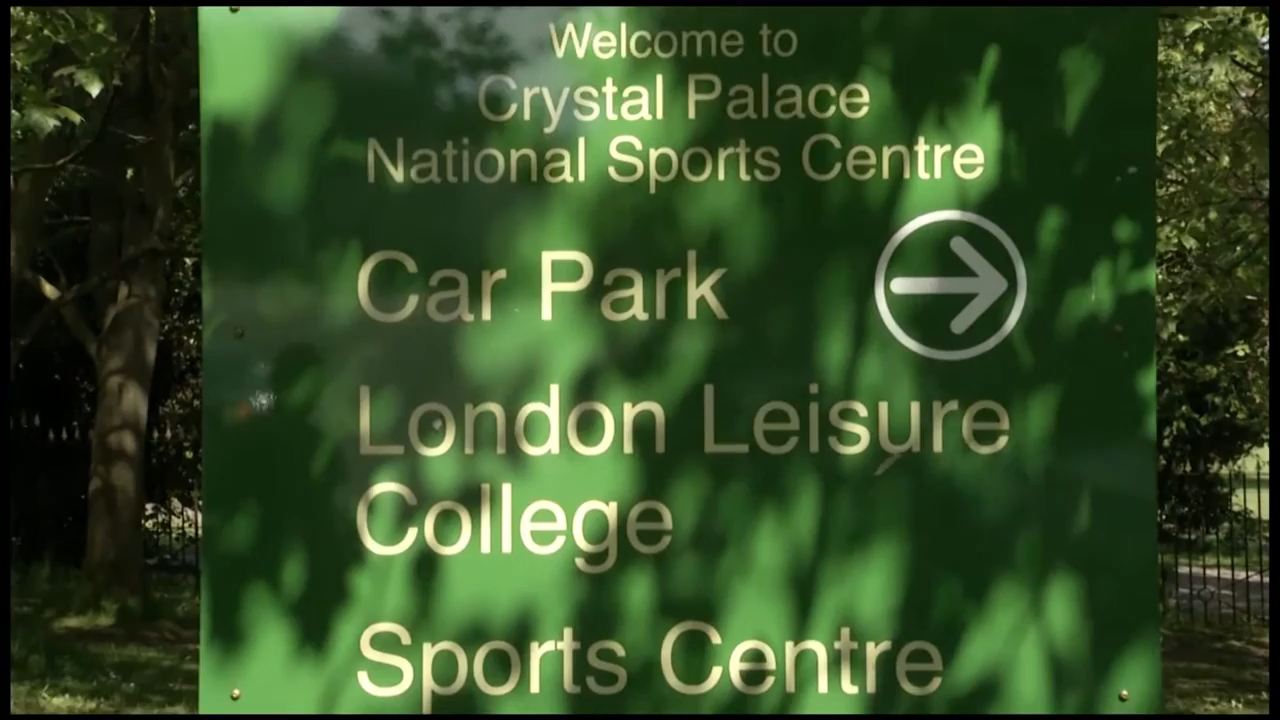 Welcome to
Crystal Palace
National Sports Centre
Car Park
London Leisure
College
Sports Centre